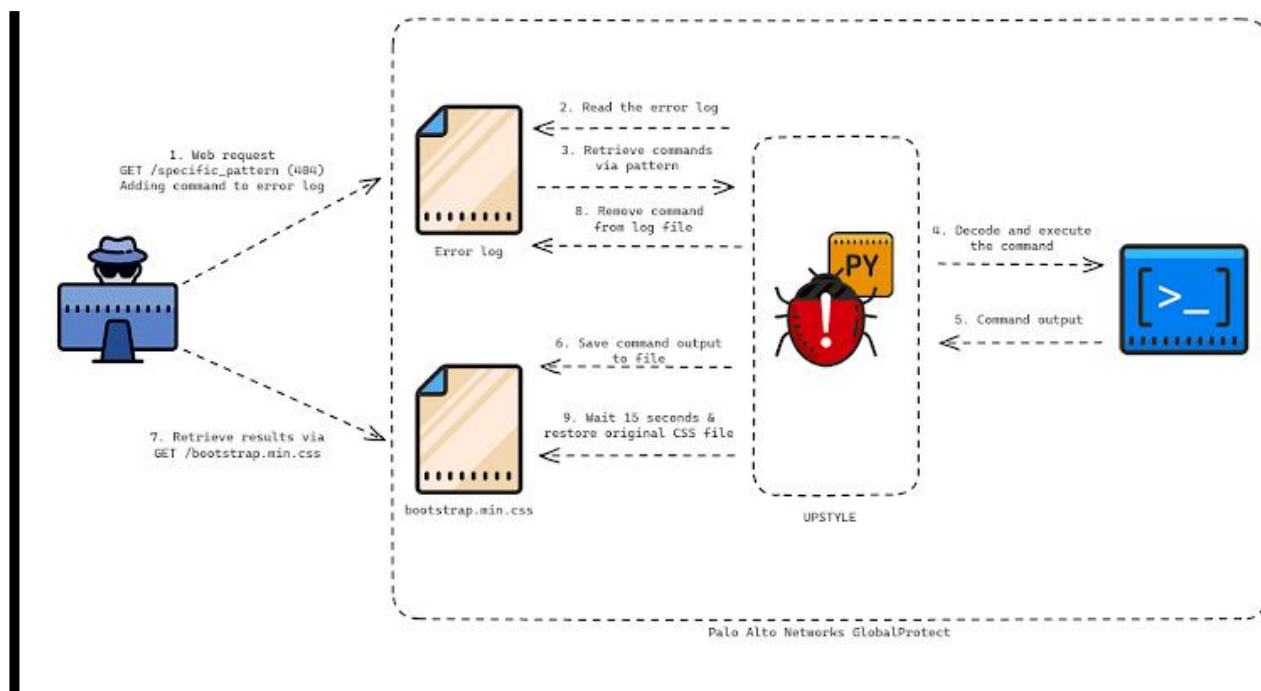 1. Web request
GET /specific_pattern (404)
Adding command to error log
2. Read the error log
3. Retrieve commands
via pattern
8. Remove command
from log file
Error log
PY
4. Decode and execute
the command
[>_]
5. Command output
6. Save command output
to file
9. Wait 15 seconds &
restore original CSS file
7. Retrieve results via
GET /bootstrap.min.css
bootstrap.min.css
UPSTYLE
Palo Alto Networks GlobalProtect